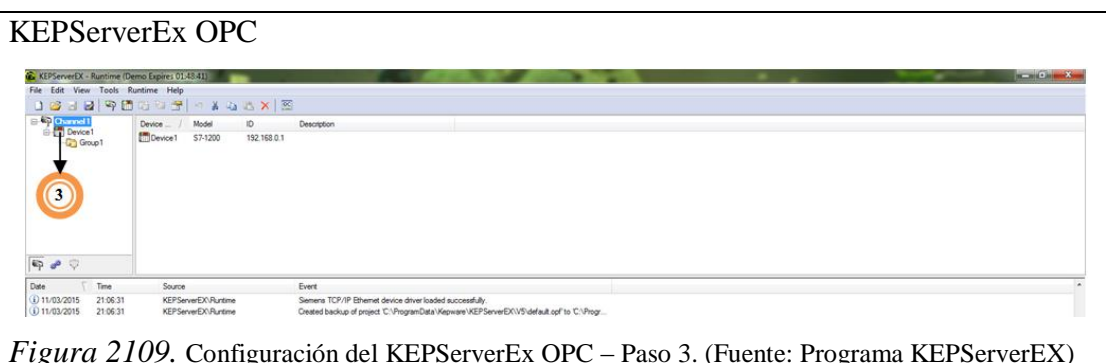 KEPServerEx OPC
KEPServerEX - Runtime (Demo Expires 01:48:41)
File Edit View Tools Runtime Help
Channel1
Device1
Group1
3
Device ... / Model ID Description
Device1 S7-1200 192.168.0.1
Date Time Source Event
11/03/2015 21:06:31 KEPServerEX\Runtime Siemens TCP/IP Ethernet device driver loaded successfully.
11/03/2015 21:06:31 KEPServerEX\Runtime Created backup of project 'C:\ProgramData\Kepware\KEPServerEX\V5\default.opf' to 'C:\Progr...
Figura 2109. Configuración del KEPServerEx OPC – Paso 3. (Fuente: Programa KEPServerEX)